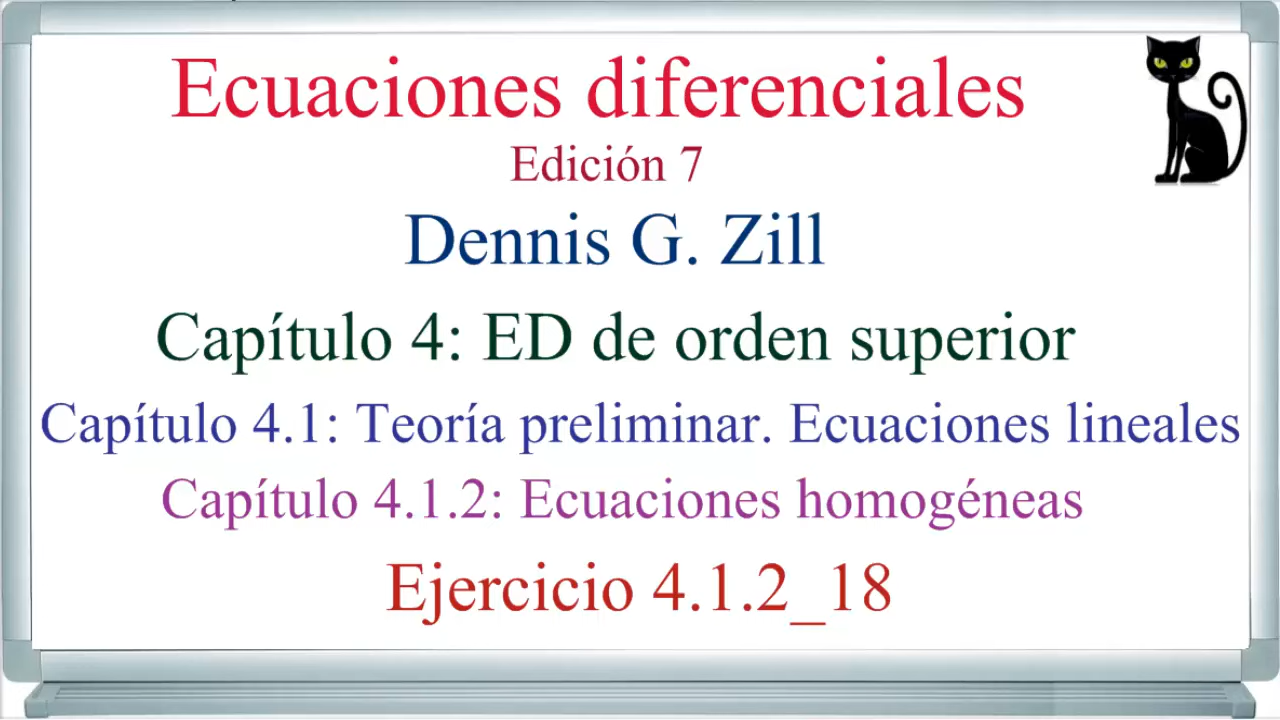 Ecuaciones diferenciales
Edición 7
Dennis G. Zill
Capítulo 4: ED de orden superior
Capítulo 4.1: Teoría preliminar. Ecuaciones lineales
Capítulo 4.1.2: Ecuaciones homogéneas
Ejercicio 4.1.2_18